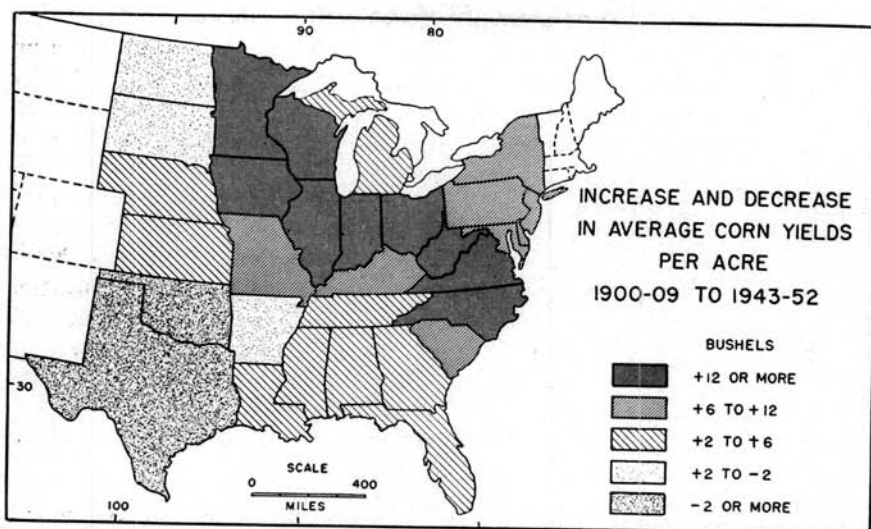 90
80
INCREASE AND DECREASE
IN AVERAGE CORN YIELDS
PER ACRE
1900-09 TO 1943-52
BUSHELS
+12 OR MORE
+6 TO +12
+2 TO +6
+2 TO -2
-2 OR MORE
30
SCALE
0 400
MILES
100